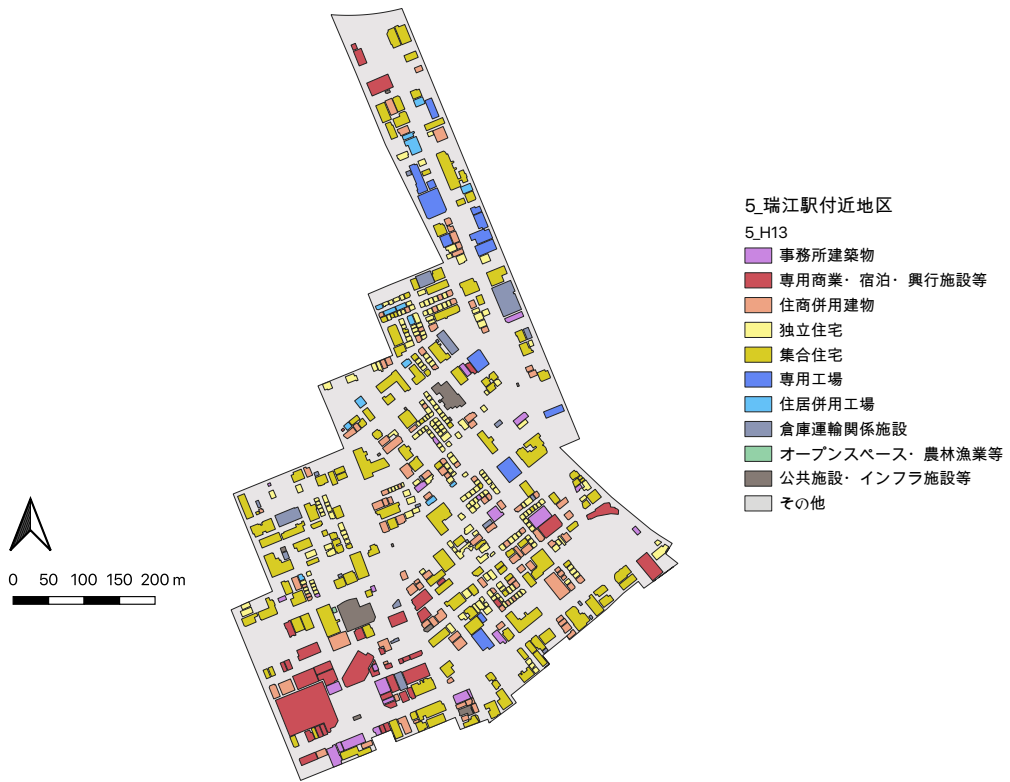 5_瑞江駅付近地区
5_H13
事務所建築物
専用商業・宿泊・興行施設等
住商併用建物
独立住宅
集合住宅
専用工場
住居併用工場
倉庫運輸関係施設
オープンスペース・農林漁業等
公共施設・インフラ施設等
その他
0 50 100 150 200 m